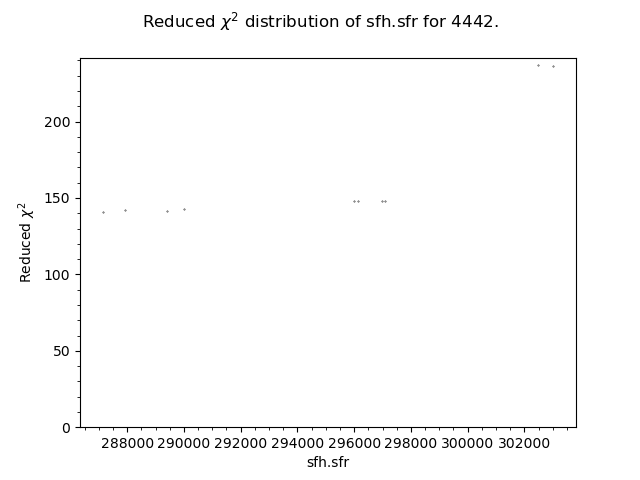 Reduced χ² distribution of sfh.sfr for 4442.
200
150
100
50
0
Reduced χ²
288000 290000 292000 294000 296000 298000 300000 302000
sfh.sfr